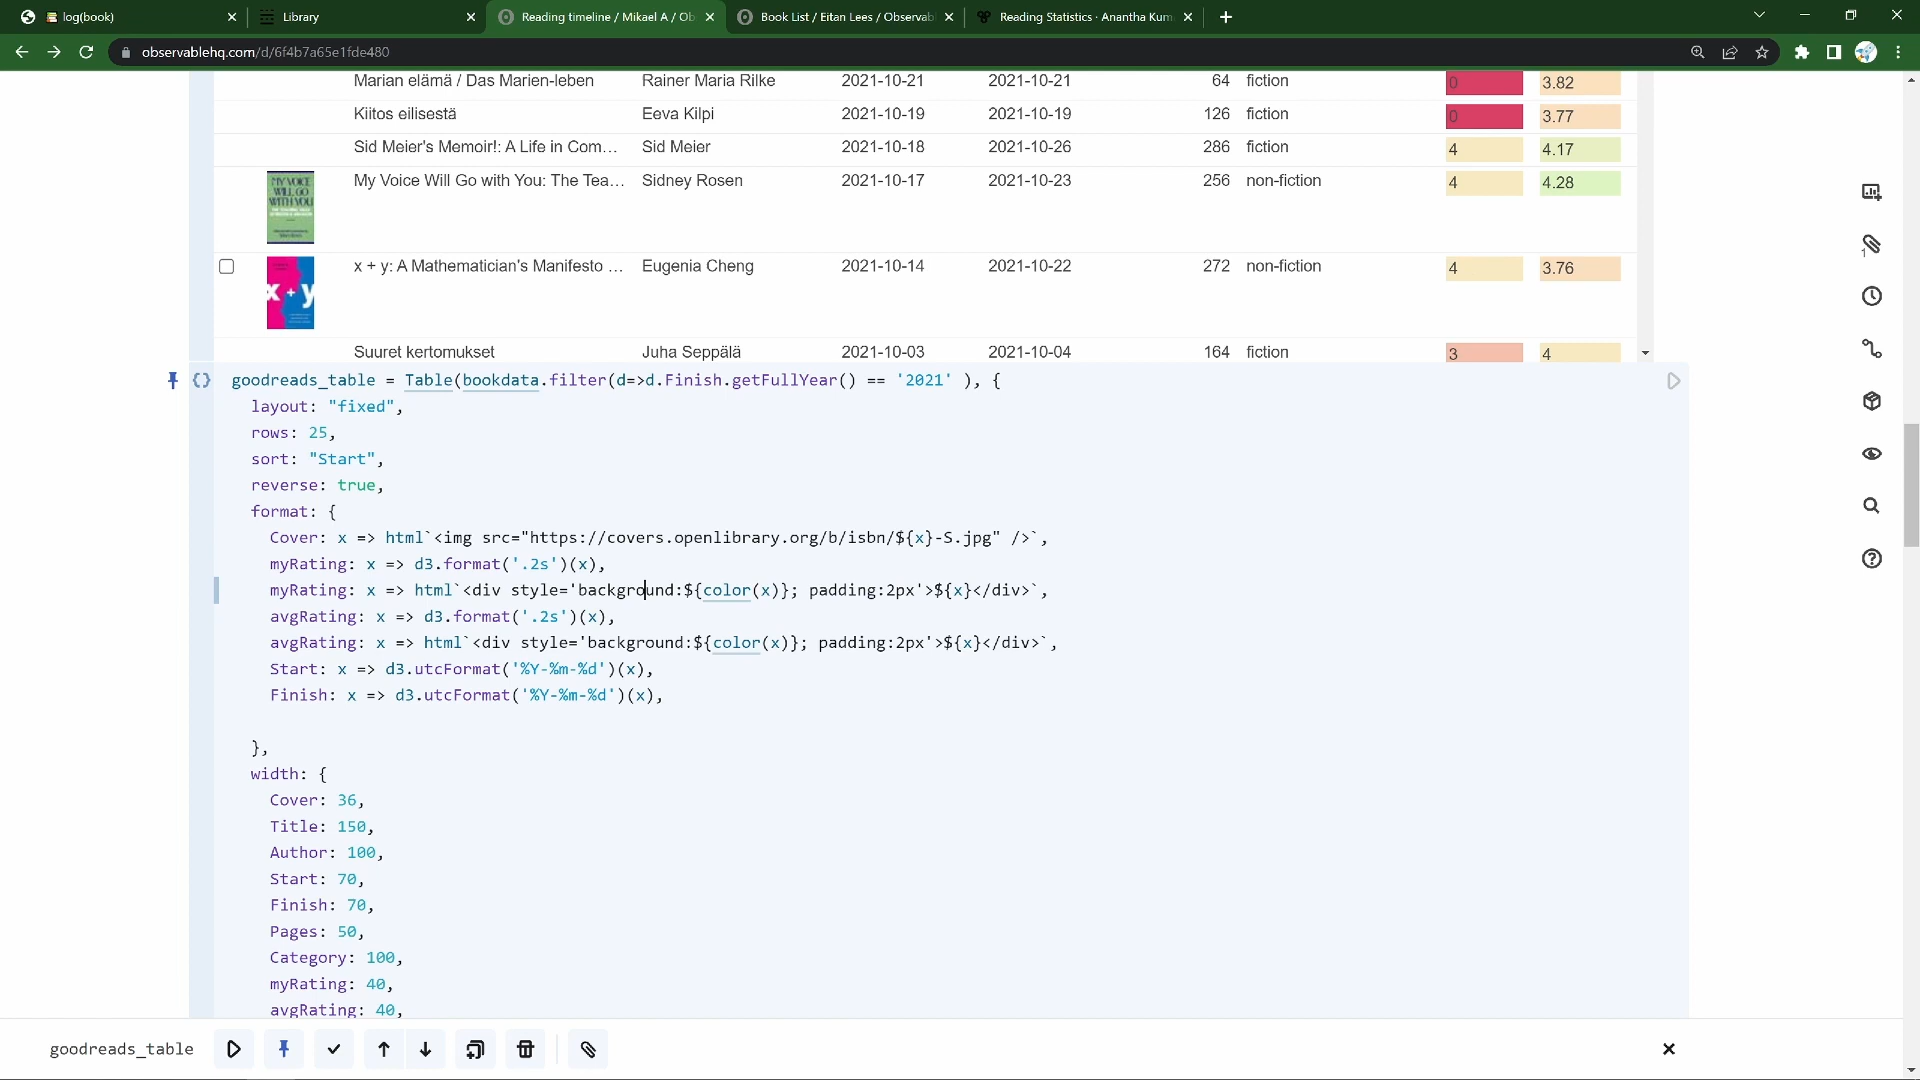 log(book)
Library
Reading timeline / Mikael A / Ob
Book List / Eitan Lees / Observab
Reading Statistics · Anantha Kum
observablehq.com/d/6f4b7a65e1fde480
Marian elämä / Das Marien-leben Rainer Maria Rilke 2021-10-21 2021-10-21 64 fiction 0 3.82
Kiitos eilisestä Eeva Kilpi 2021-10-19 2021-10-19 126 fiction 0 3.77
Sid Meier's Memoir!: A Life in Com... Sid Meier 2021-10-18 2021-10-26 286 fiction 4 4.17
My Voice Will Go with You: The Tea... Sidney Rosen 2021-10-17 2021-10-23 256 non-fiction 4 4.28
MY VOICE
WILL GO
WITH YOU
x + y: A Mathematician's Manifesto ... Eugenia Cheng 2021-10-14 2021-10-22 272 non-fiction 4 3.76
x + y
Suuret kertomukset Juha Seppälä 2021-10-03 2021-10-04 164 fiction 3 4
goodreads_table = Table(bookdata.filter(d=>d.Finish.getFullYear() == '2021' ), {
layout: "fixed",
rows: 25,
sort: "Start",
reverse: true,
format: {
Cover: x => html`<img src="https://covers.openlibrary.org/b/isbn/${x}-S.jpg" />`,
myRating: x => d3.format('.2s')(x),
myRating: x => html`<div style='background:${color(x)}; padding:2px'>${x}</div>`,
avgRating: x => d3.format('.2s')(x),
avgRating: x => html`<div style='background:${color(x)}; padding:2px'>${x}</div>`,
Start: x => d3.utcFormat('%Y-%m-%d')(x),
Finish: x => d3.utcFormat('%Y-%m-%d')(x),
},
width: {
Cover: 36,
Title: 150,
Author: 100,
Start: 70,
Finish: 70,
Pages: 50,
Category: 100,
myRating: 40,
avgRating: 40,
goodreads_table